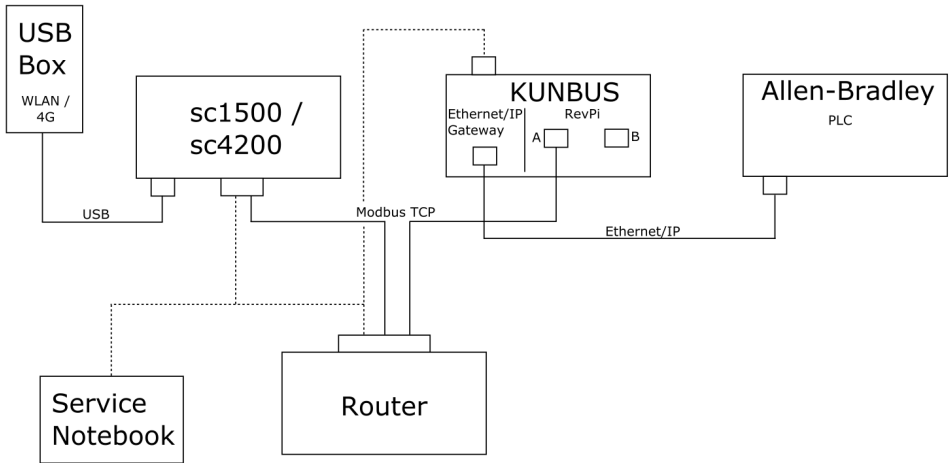 USB
Box
WLAN /
4G
sc1500 /
sc4200
KUNBUS
Ethernet/IP
Gateway
RevPi
A
B
Allen-Bradley
PLC
USB
Modbus TCP
Ethernet/IP
Service
Notebook
Router